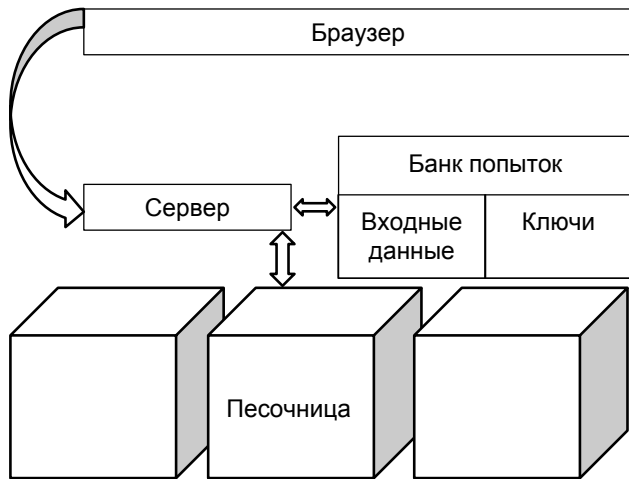 Браузер
Банк попыток
Сервер
Входные
данные
Ключи
Песочница